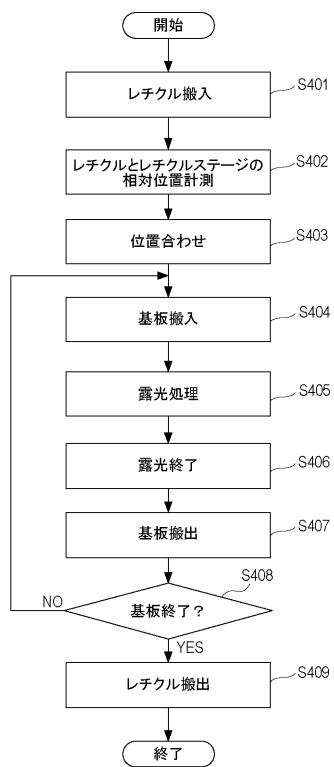 開始
レチクル搬入
S401
レチクルとレチクルステージの
相対位置計測
S402
位置合わせ
S403
基板搬入
S404
露光処理
S405
露光終了
S406
基板搬出
S407
基板終了？
S408
NO
YES
レチクル搬出
S409
終了